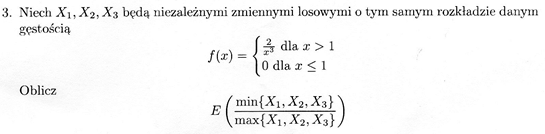 3. Niech X₁, X₂, X₃ będą niezależnymi zmiennymi losowymi o tym samym rozkładzie danym
gęstością
f(x) = { 2/x³ dla x > 1
0 dla x ≤ 1
Oblicz
E ( min{X₁, X₂, X₃} / max{X₁, X₂, X₃} )